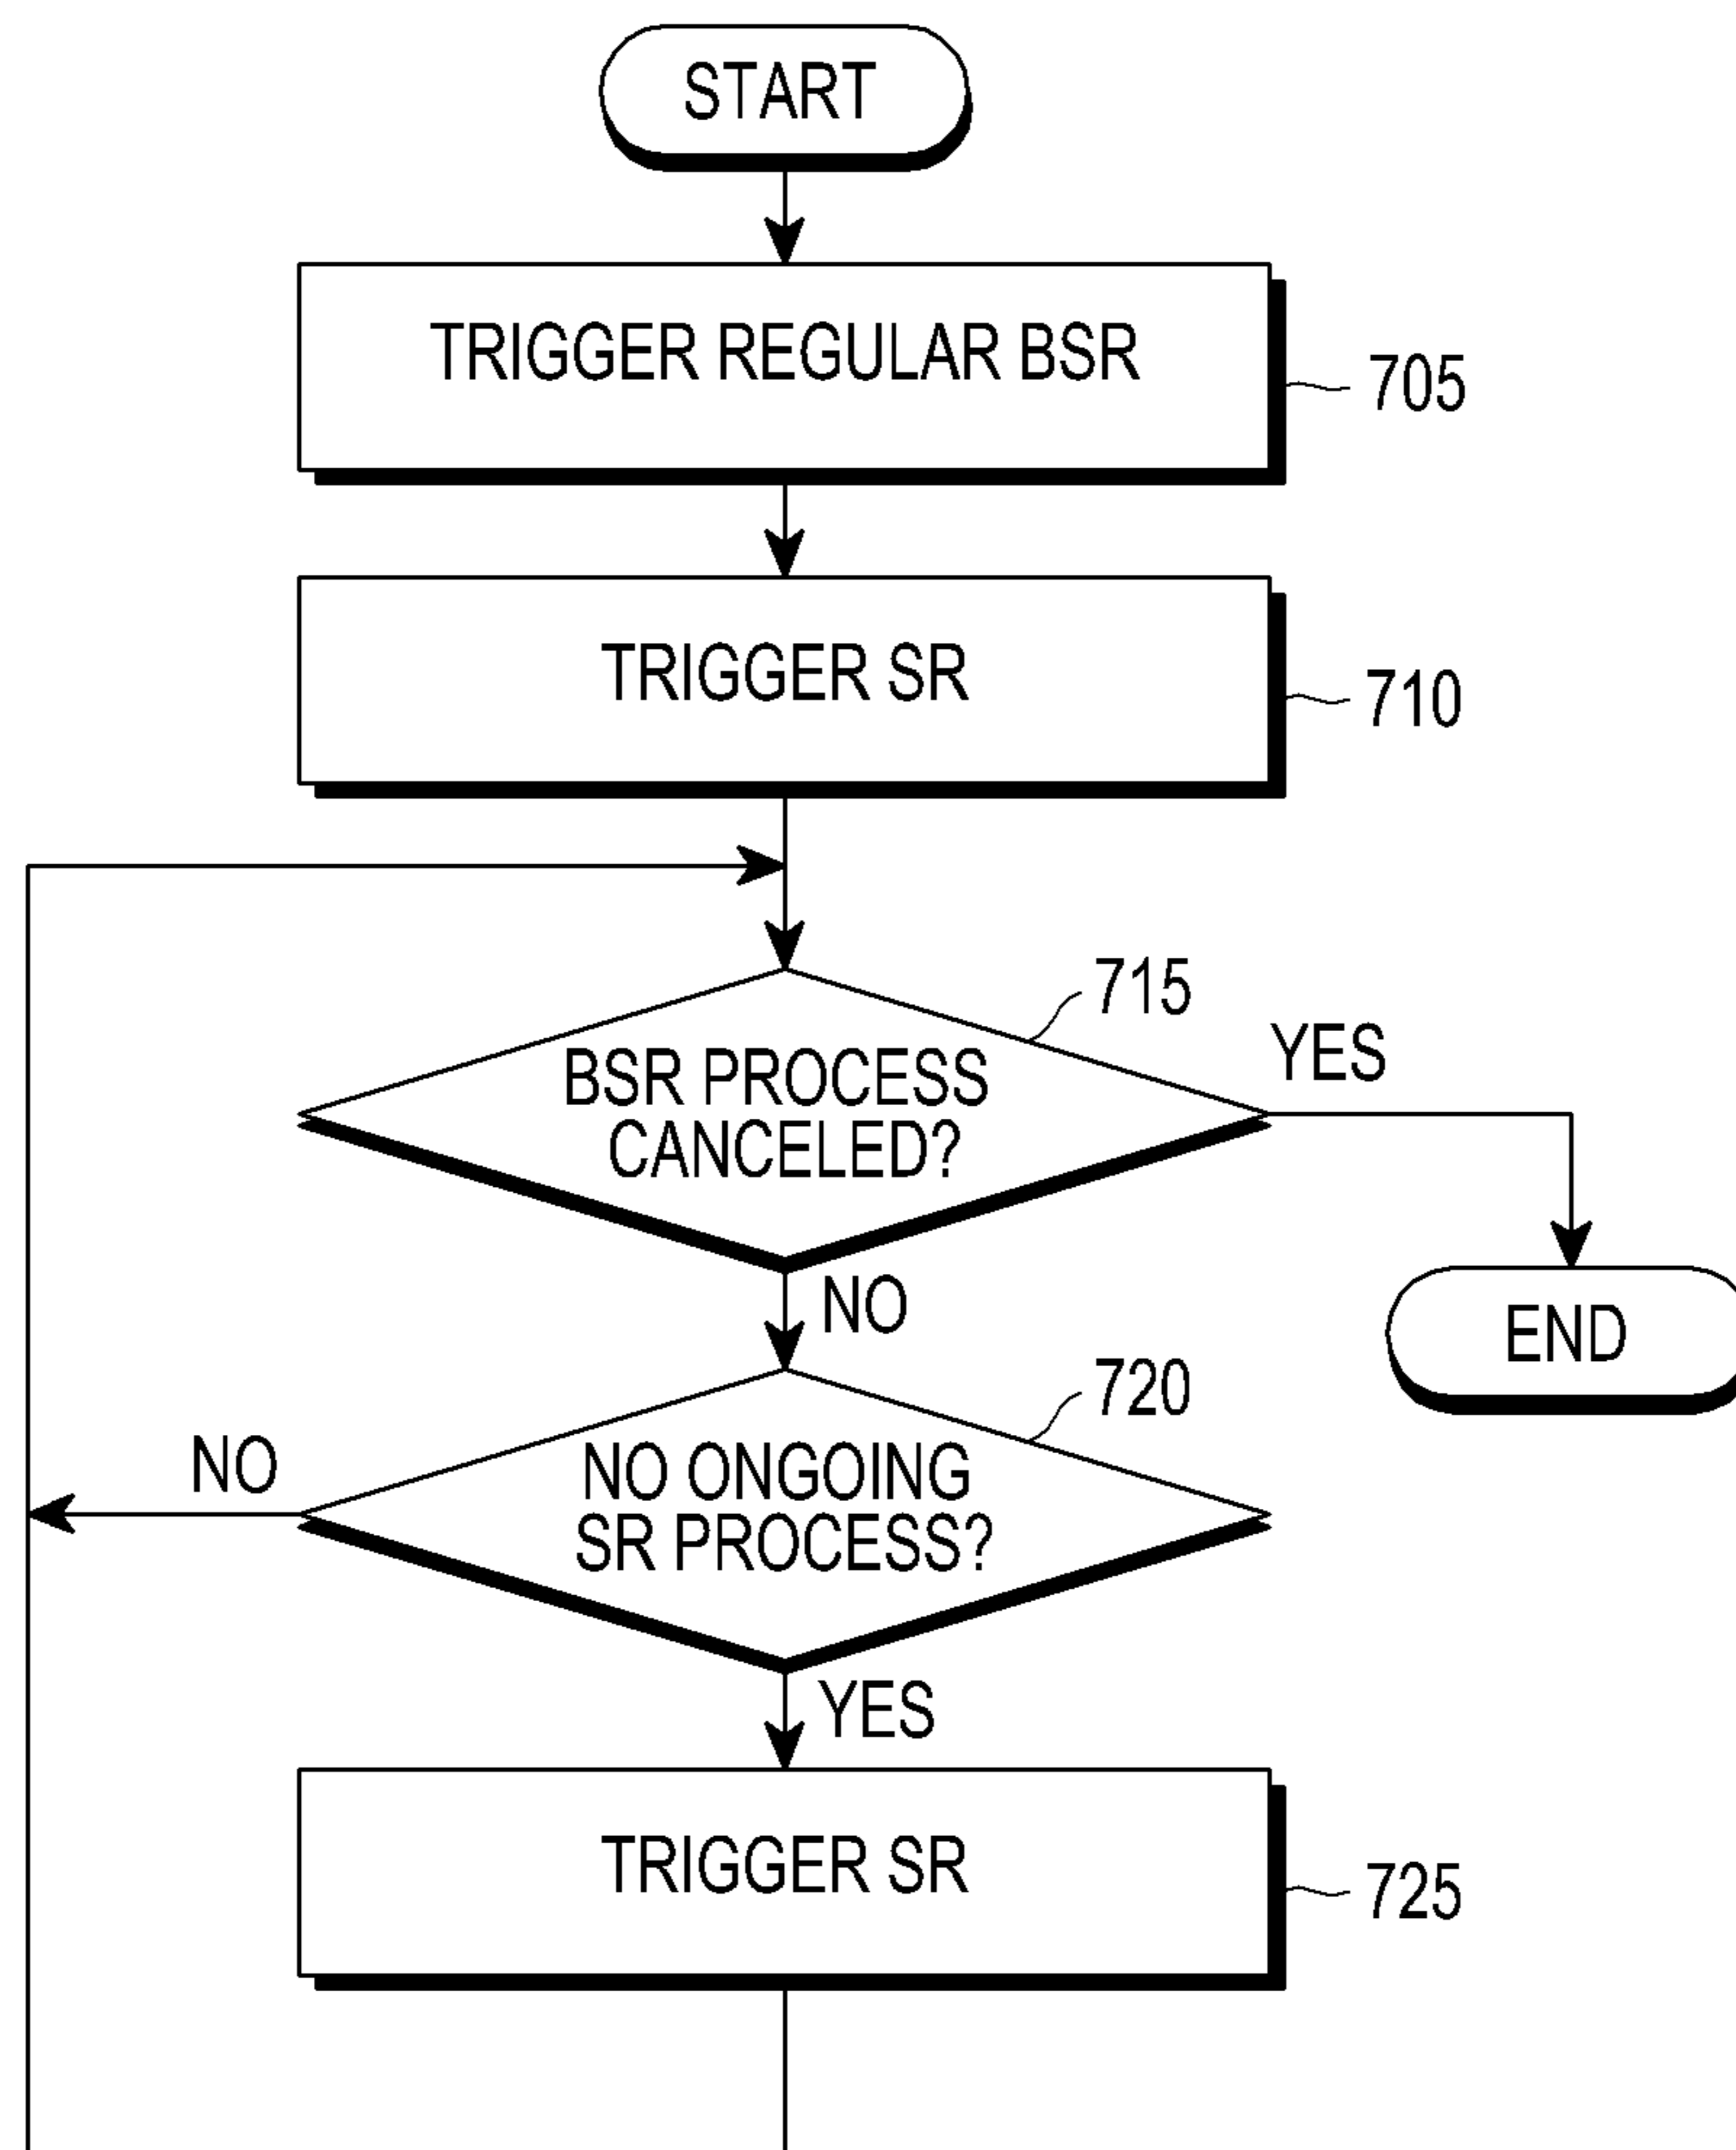 START
TRIGGER REGULAR BSR
705
TRIGGER SR
710
715
BSR PROCESS
CANCELED?
YES
NO
END
720
NO ONGOING
SR PROCESS?
NO
YES
TRIGGER SR
725